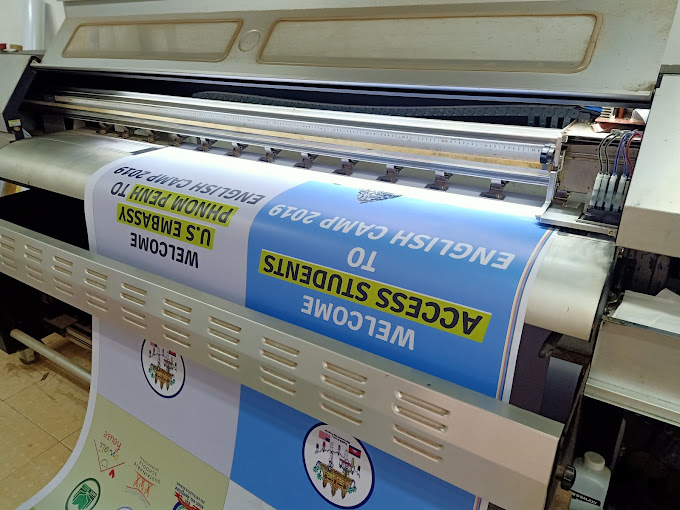 WELCOME
U.S EMBASSY
PHNOM PENH TO
ENGLISH CAMP 2019
WELCOME
ACCESS STUDENTS
TO
ENGLISH CAMP 2019